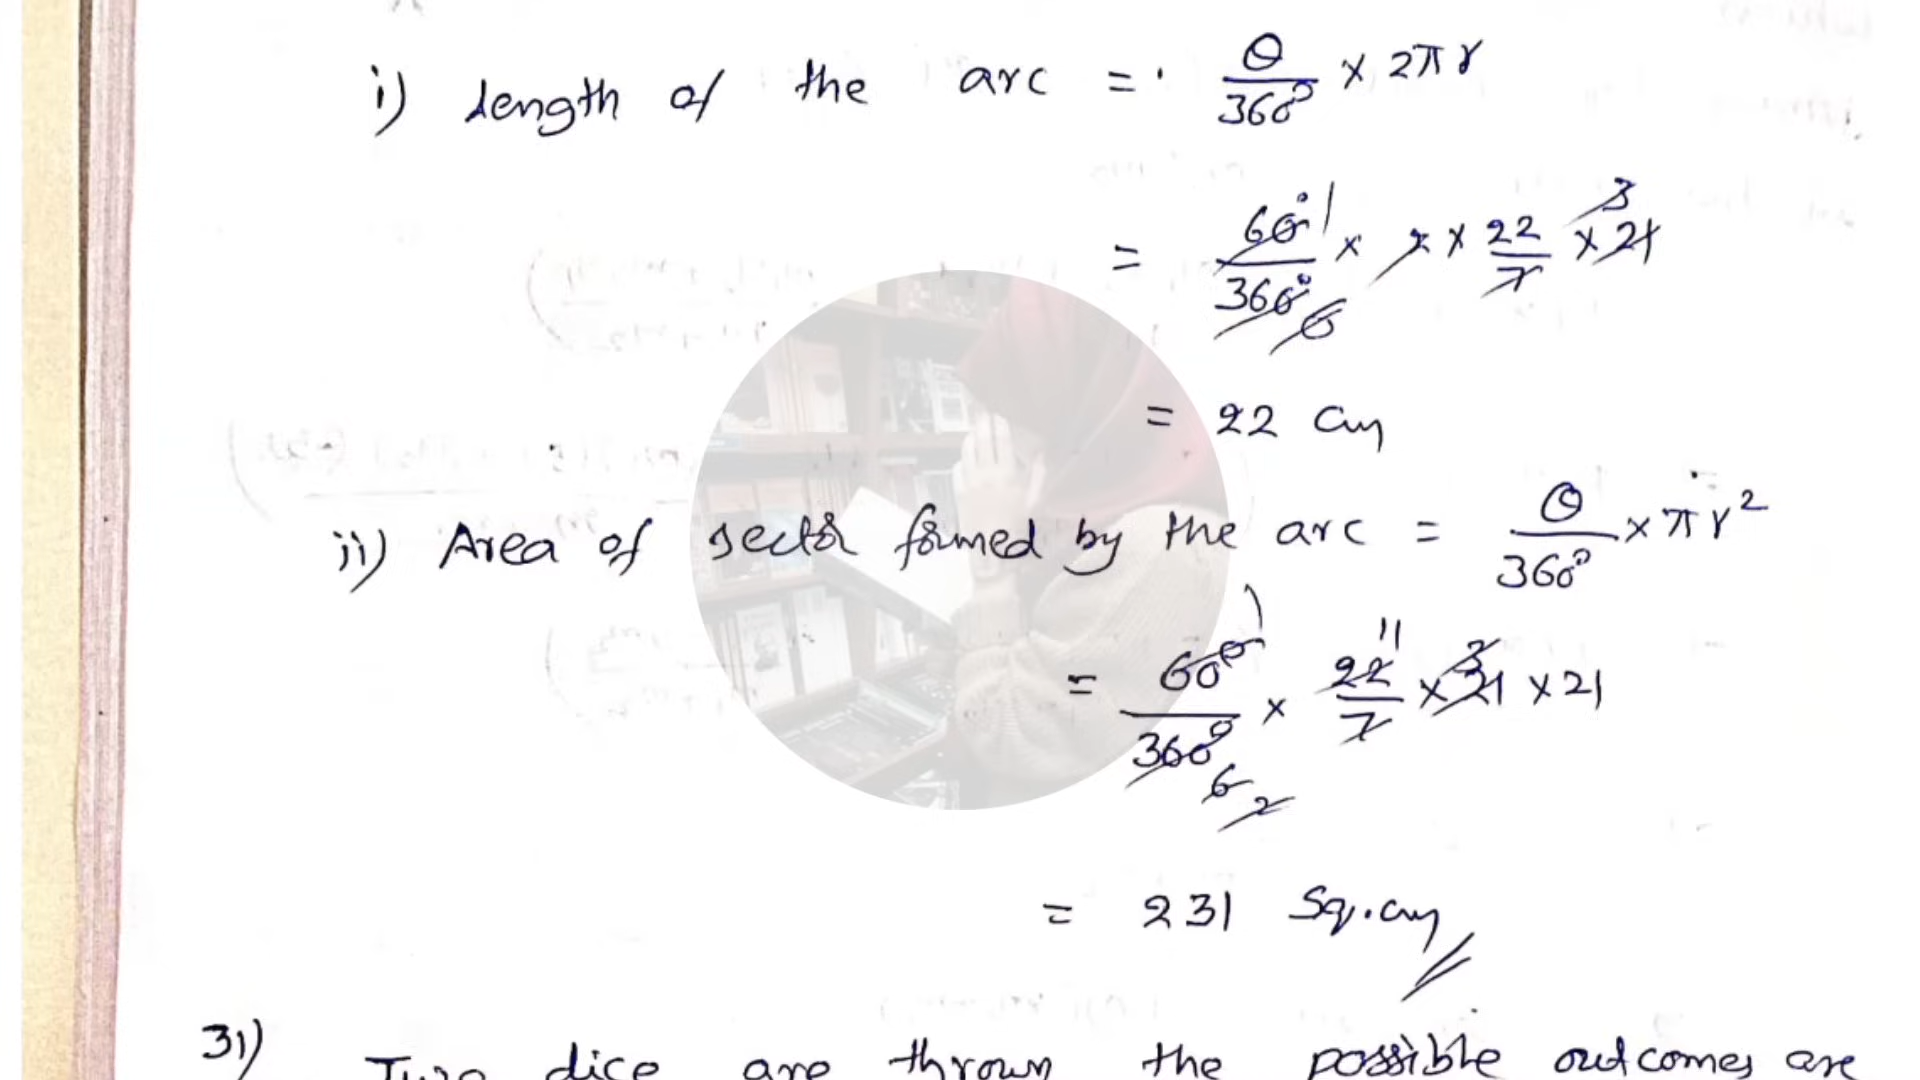 i) Length of the arc = θ/360° × 2πr
= 60°/360° × 2 × 22/7 × 21
= 22 cm
ii) Area of sector formed by the arc = θ/360° × πr²
= 60°/360° × 22/7 × 21 × 21
= 231 Sq.cm
31) Two dice are thrown the possible outcomes are